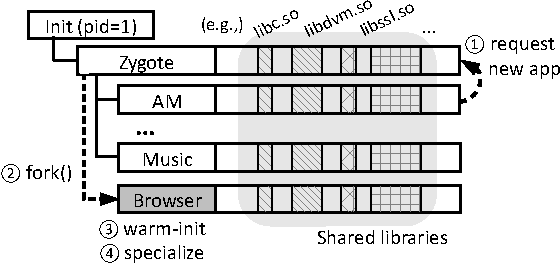 Init (pid=1)
(e.g.,) libc.so libdvm.so libssl.so ...
① request
new app
Zygote
AM
...
Music
② fork()
Browser
③ warm-init
④ specialize
Shared libraries